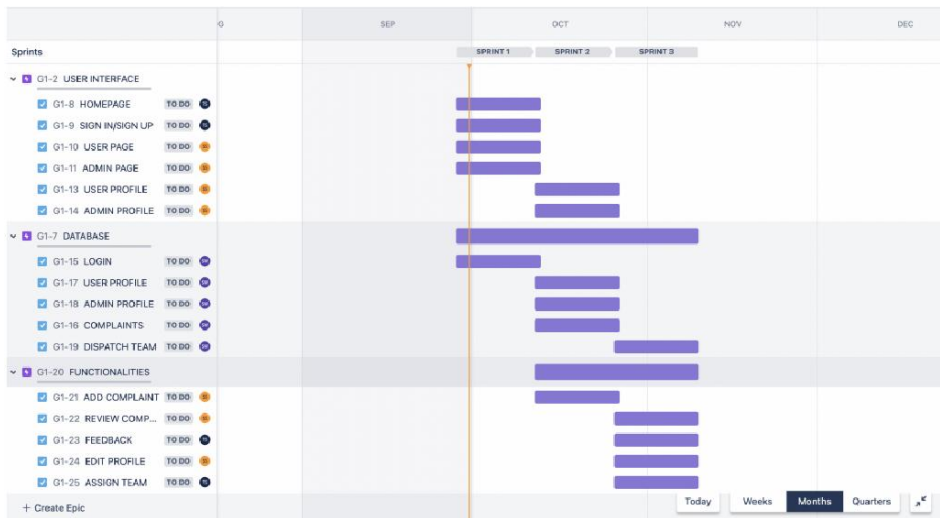 G SEP OCT NOV DEC
Sprints SPRINT 1 SPRINT 2 SPRINT 3
G1-2 USER INTERFACE
G1-8 HOMEPAGE TO DO
G1-9 SIGN IN/SIGN UP TO DO
G1-10 USER PAGE TO DO
G1-11 ADMIN PAGE TO DO
G1-13 USER PROFILE TO DO
G1-14 ADMIN PROFILE TO DO
G1-7 DATABASE
G1-15 LOGIN TO DO
G1-17 USER PROFILE TO DO
G1-18 ADMIN PROFILE TO DO
G1-16 COMPLAINTS TO DO
G1-19 DISPATCH TEAM TO DO
G1-20 FUNCTIONALITIES
G1-21 ADD COMPLAINT TO DO
G1-22 REVIEW COMP... TO DO
G1-23 FEEDBACK TO DO
G1-24 EDIT PROFILE TO DO
G1-25 ASSIGN TEAM TO DO
+ Create Epic Today Weeks Months Quarters